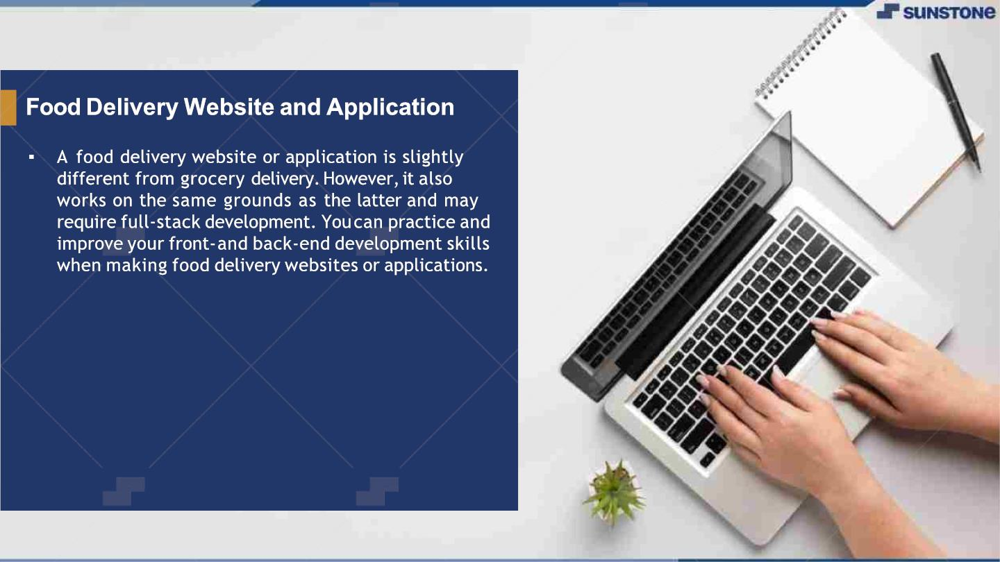 SUNSTONE
Food Delivery Website and Application
▪ A food delivery website or application is slightly
different from grocery delivery. However, it also
works on the same grounds as the latter and may
require full-stack development. You can practice and
improve your front-and back-end development skills
when making food delivery websites or applications.